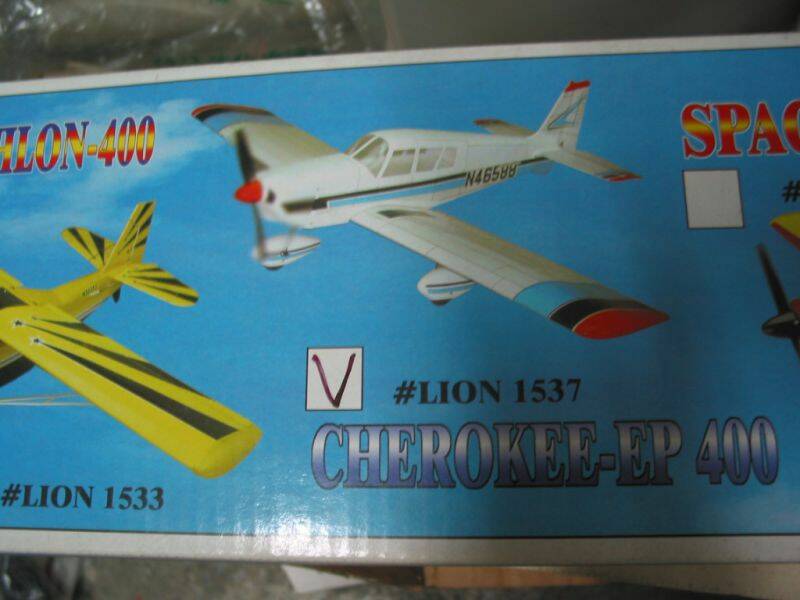 HLON-400
#LION 1533
N46588
V
#LION 1537
CHEROKEE-EP 400
SPAC
#